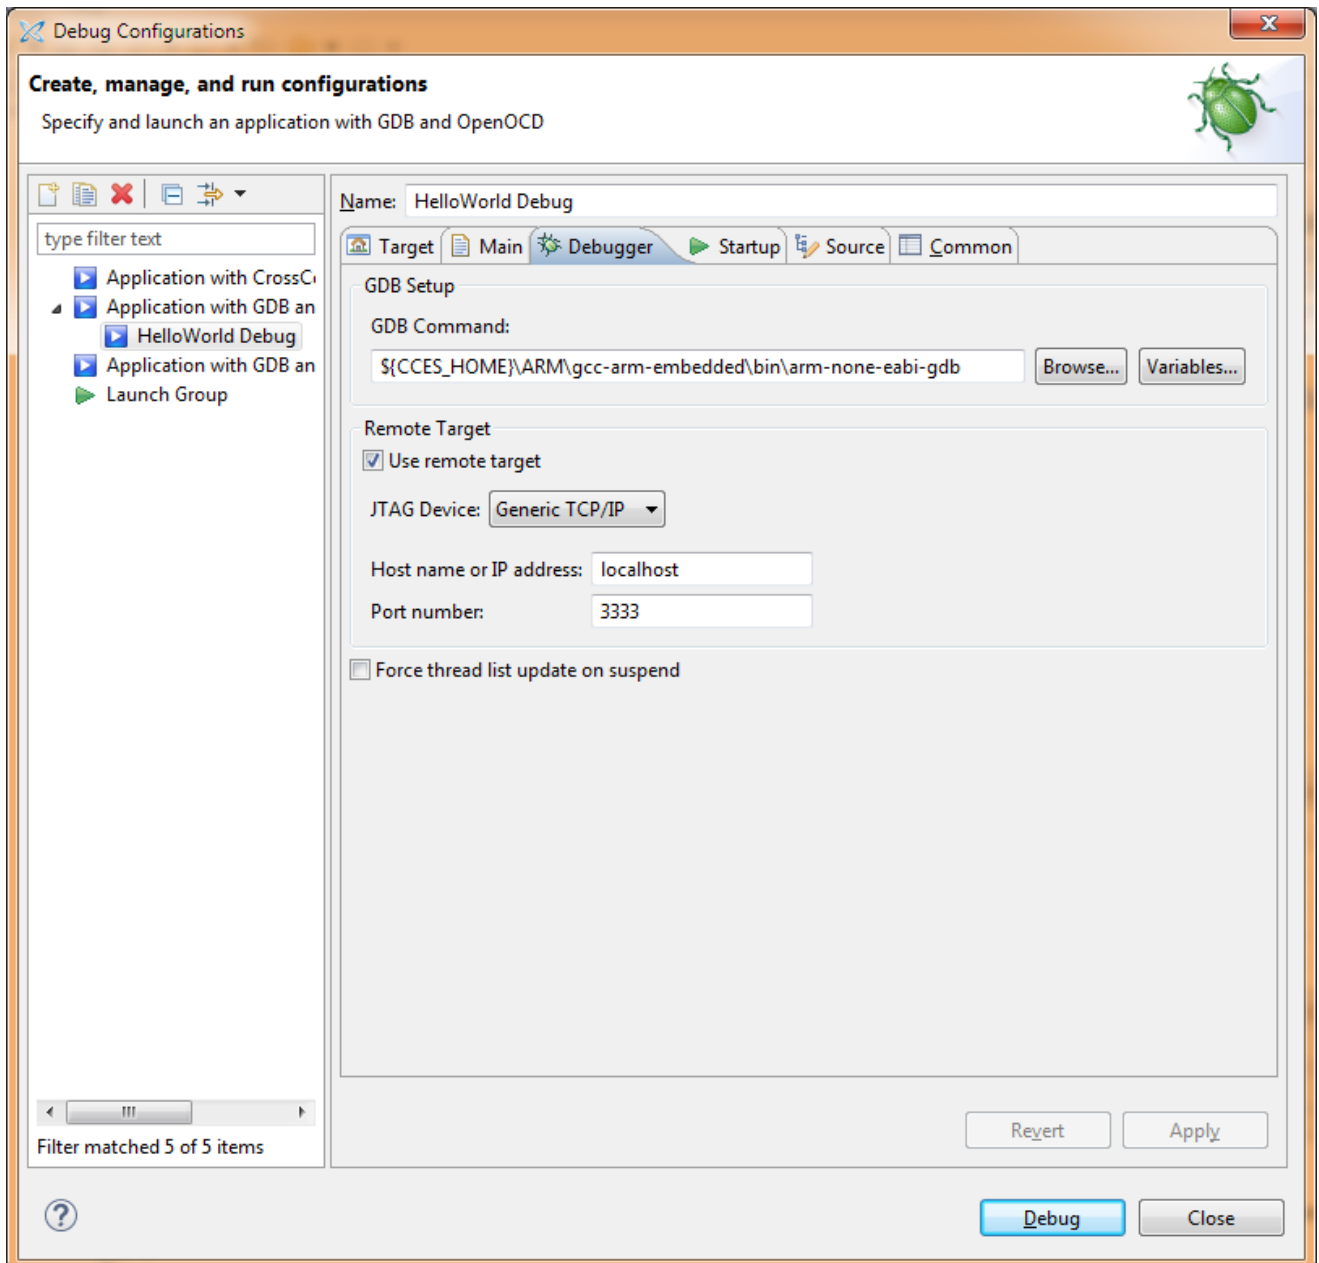 Debug Configurations
Create, manage, and run configurations
Specify and launch an application with GDB and OpenOCD
type filter text
Application with CrossC
Application with GDB an
HelloWorld Debug
Application with GDB an
Launch Group
Filter matched 5 of 5 items
Name: HelloWorld Debug
Target Main Debugger Startup Source Common
GDB Setup
GDB Command:
${CCES_HOME}\ARM\gcc-arm-embedded\bin\arm-none-eabi-gdb Browse... Variables...
Remote Target
Use remote target
JTAG Device: Generic TCP/IP
Host name or IP address: localhost
Port number: 3333
Force thread list update on suspend
Revert Apply
Debug Close